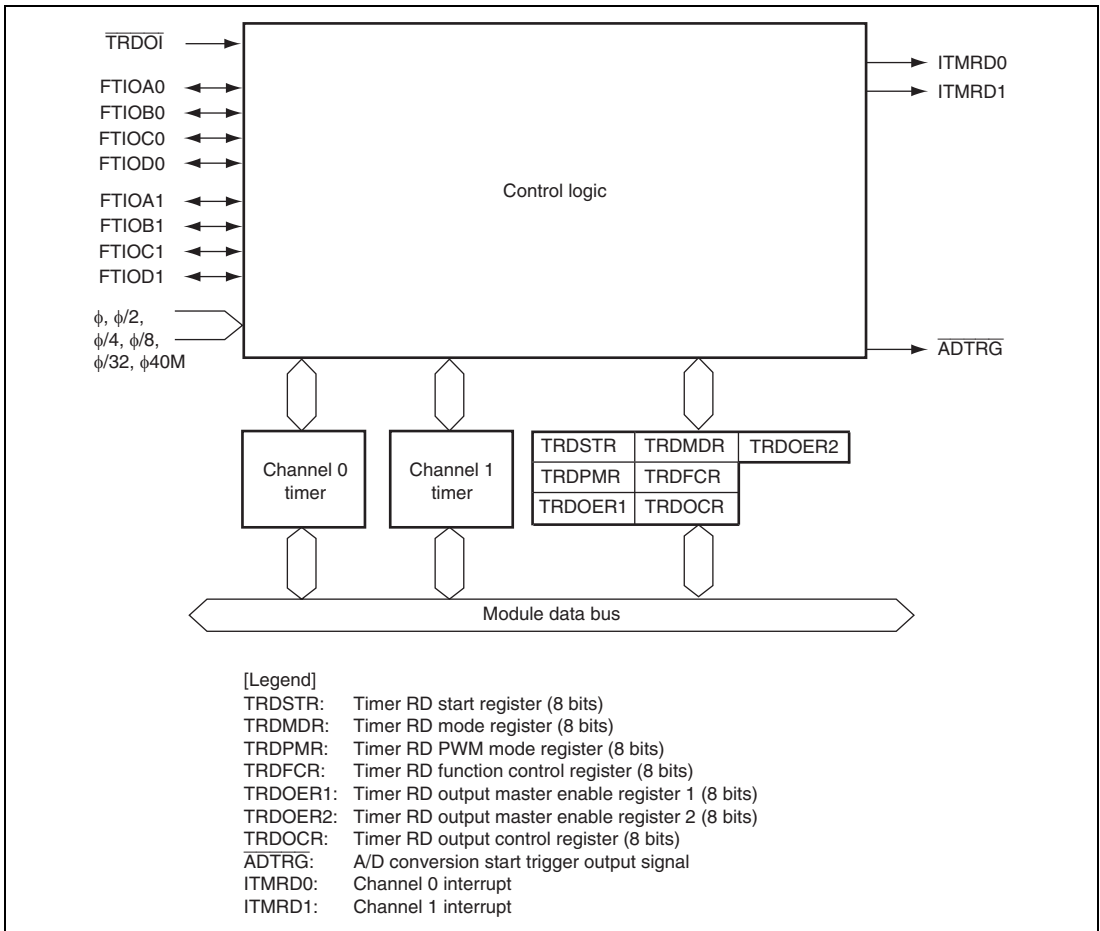 TRDOI
ITMRD0
ITMRD1
FTIOA0
FTIOB0
FTIOC0
FTIOD0
Control logic
FTIOA1
FTIOB1
FTIOC1
FTIOD1
ϕ, ϕ/2,
ϕ/4, ϕ/8,
ϕ/32, ϕ40M
ADTRG
Channel 0
timer
Channel 1
timer
TRDSTR TRDMDR TRDOER2
TRDPMR TRDFCR
TRDOER1 TRDOCR
Module data bus
[Legend]
TRDSTR: Timer RD start register (8 bits)
TRDMDR: Timer RD mode register (8 bits)
TRDPMR: Timer RD PWM mode register (8 bits)
TRDFCR: Timer RD function control register (8 bits)
TRDOER1: Timer RD output master enable register 1 (8 bits)
TRDOER2: Timer RD output master enable register 2 (8 bits)
TRDOCR: Timer RD output control register (8 bits)
ADTRG: A/D conversion start trigger output signal
ITMRD0: Channel 0 interrupt
ITMRD1: Channel 1 interrupt